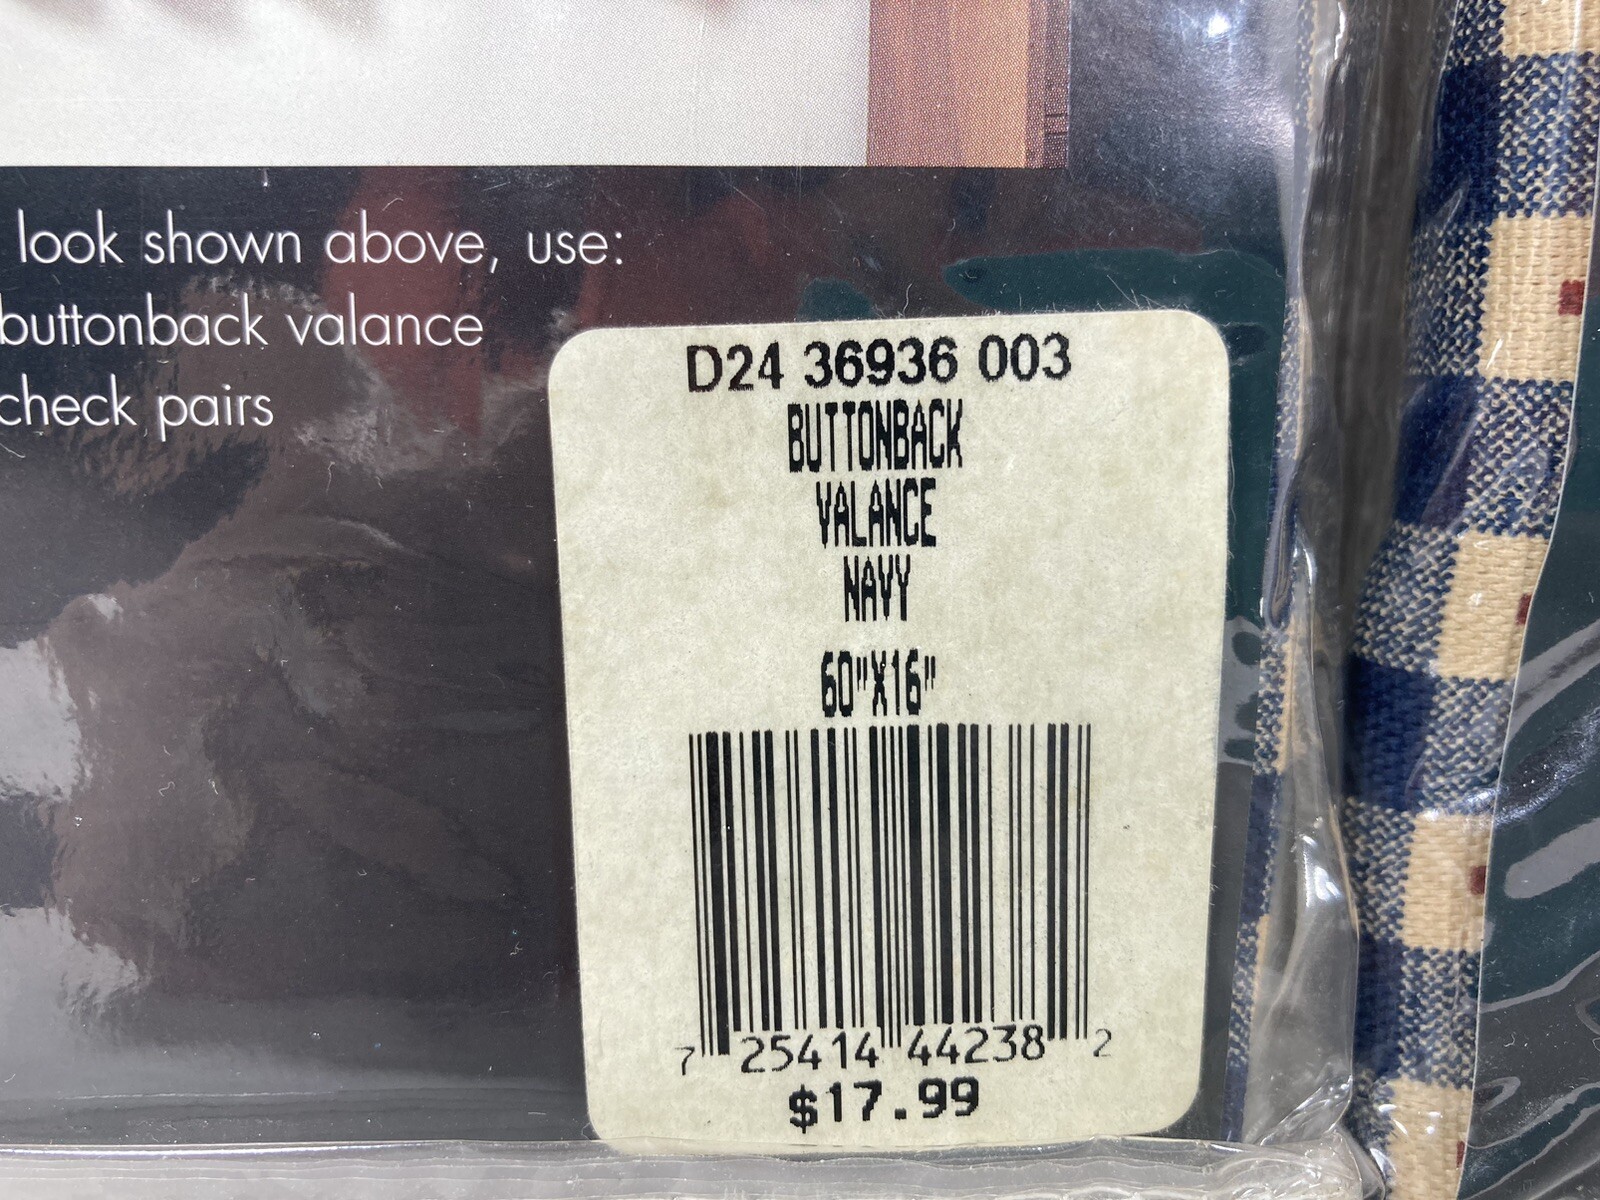 look shown above, use:
buttonback valance
check pairs
D24 36936 003
BUTTONBACK
VALANCE
NAVY
60"X16"
7 25414 44238 2
$17.99